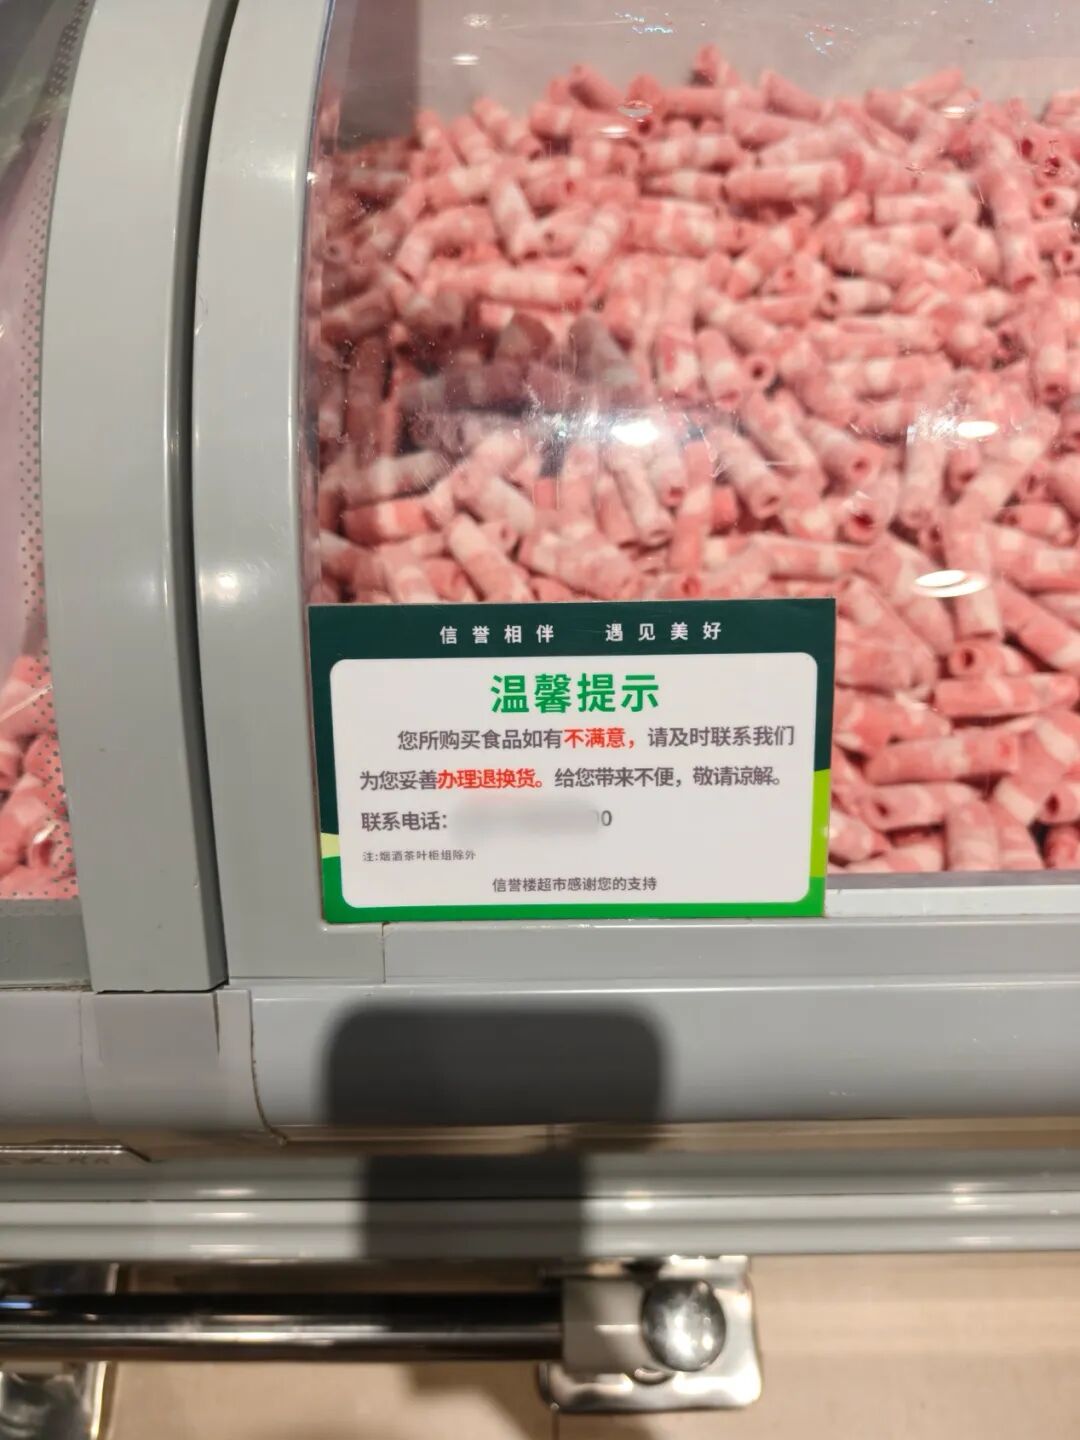 信誉相伴 遇见美好
温馨提示
您所购买食品如有不满意，请及时联系我们
为您妥善办理退换货。给您带来不便，敬请谅解。
联系电话： 0
注:烟酒茶叶柜组除外
信誉楼超市感谢您的支持